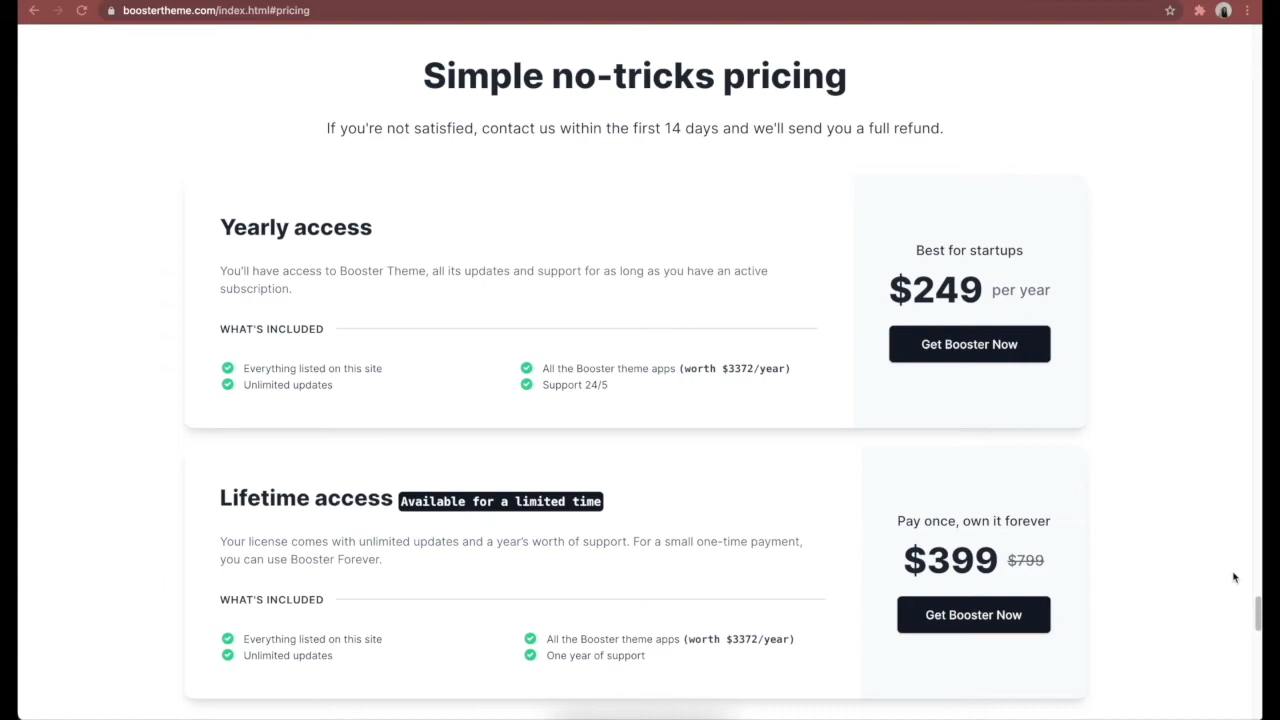 boostertheme.com/index.html#pricing
Simple no-tricks pricing
If you're not satisfied, contact us within the first 14 days and we'll send you a full refund.
Yearly access
You'll have access to Booster Theme, all its updates and support for as long as you have an active
subscription.
WHAT'S INCLUDED
Everything listed on this site
All the Booster theme apps (worth $3372/year)
Unlimited updates
Support 24/5
Best for startups
$249 per year
Get Booster Now
Lifetime access Available for a limited time
Your license comes with unlimited updates and a year's worth of support. For a small one-time payment,
you can use Booster Forever.
WHAT'S INCLUDED
Everything listed on this site
All the Booster theme apps (worth $3372/year)
Unlimited updates
One year of support
Pay once, own it forever
$399 $799
Get Booster Now